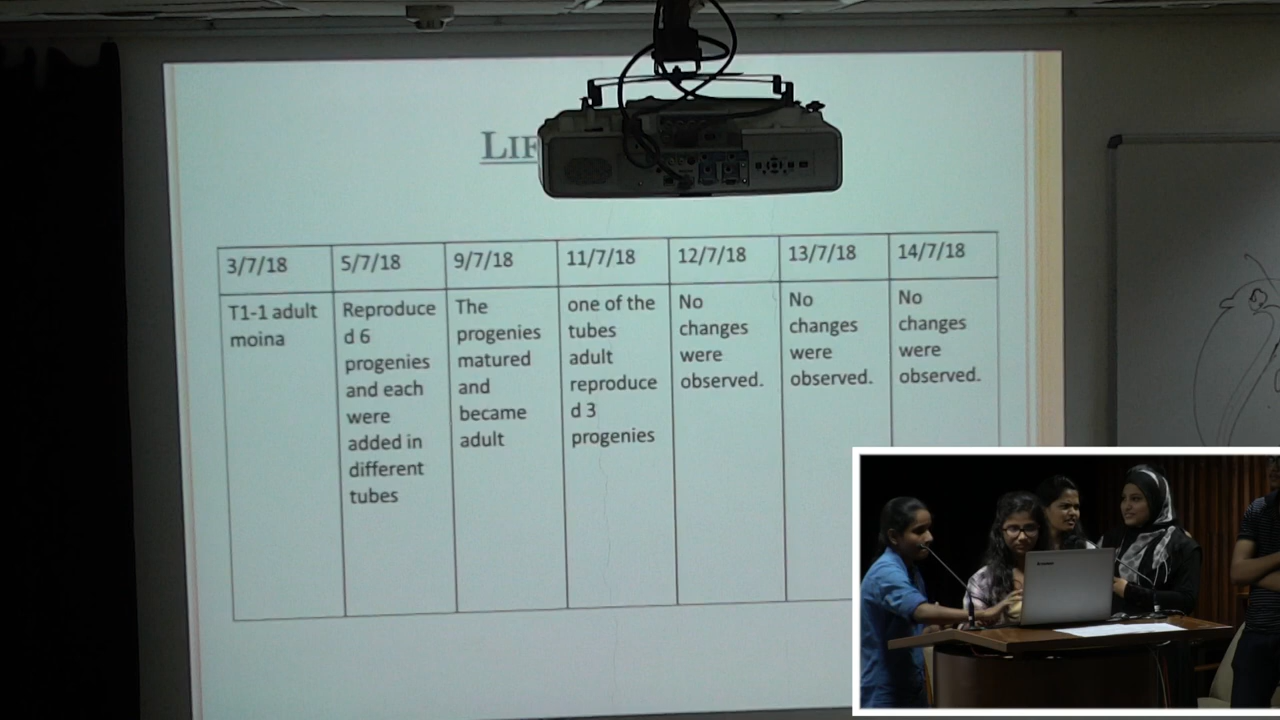 3/7/18 5/7/18 9/7/18 11/7/18 12/7/18 13/7/18 14/7/18
T1-1 adult
moina
Reproduce
d 6
progenies
and each
were
added in
different
tubes
The
progenies
matured
and
became
adult
one of the
tubes
adult
reproduce
d 3
progenies
No
changes
were
observed.
No
changes
were
observed.
No
changes
were
observed.